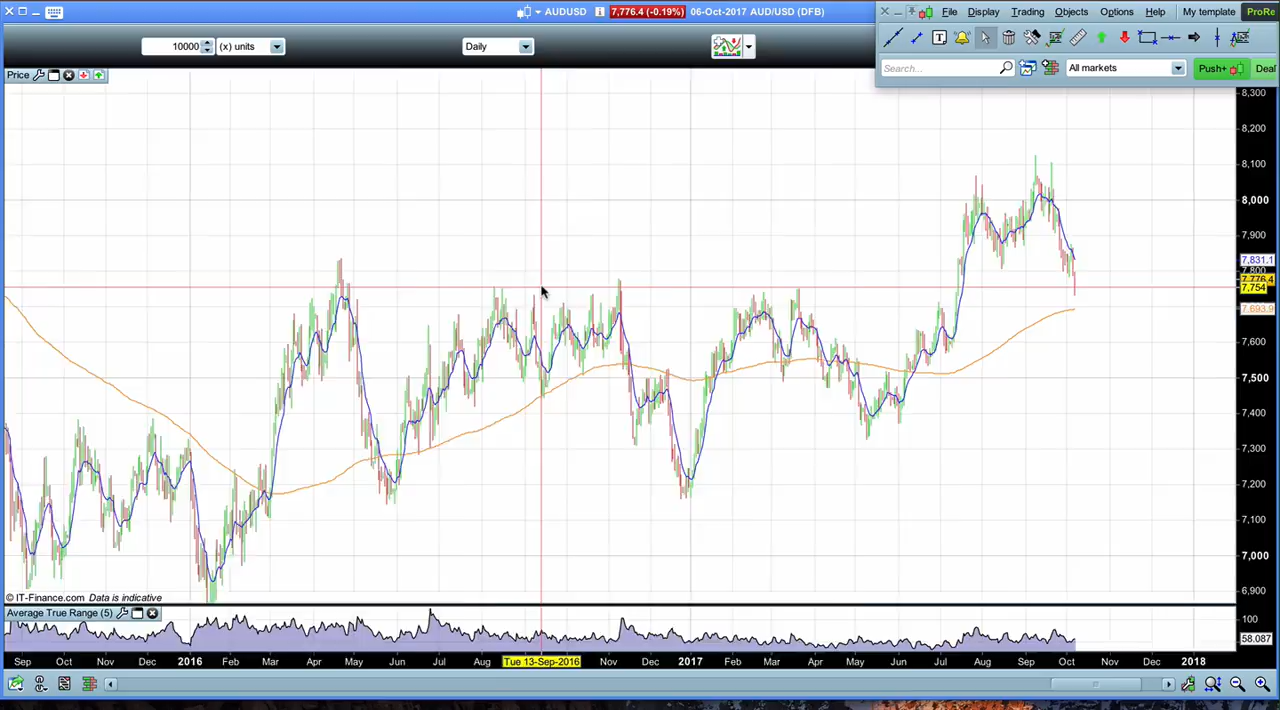 AUDUSD 7,776.4 (-0.19%) 06-Oct-2017 AUD/USD (DFB)
File Display Trading Objects Options Help My template ProRe
10000 (x) units Daily
Search... All markets Push+ Deal
Price
8,300
8,200
8,100
8,000
7,900
7,831.1
7,800
7,776.4
7,754
7,693.9
7,600
7,500
7,400
7,300
7,200
7,100
7,000
6,900
© IT-Finance.com Data is indicative
Average True Range (5)
100
58.087
Sep Oct Nov Dec 2016 Feb Mar Apr May Jun Jul Aug Tue 13-Sep-2016 Nov Dec 2017 Feb Mar Apr May Jun Jul Aug Sep Oct Nov Dec 2018